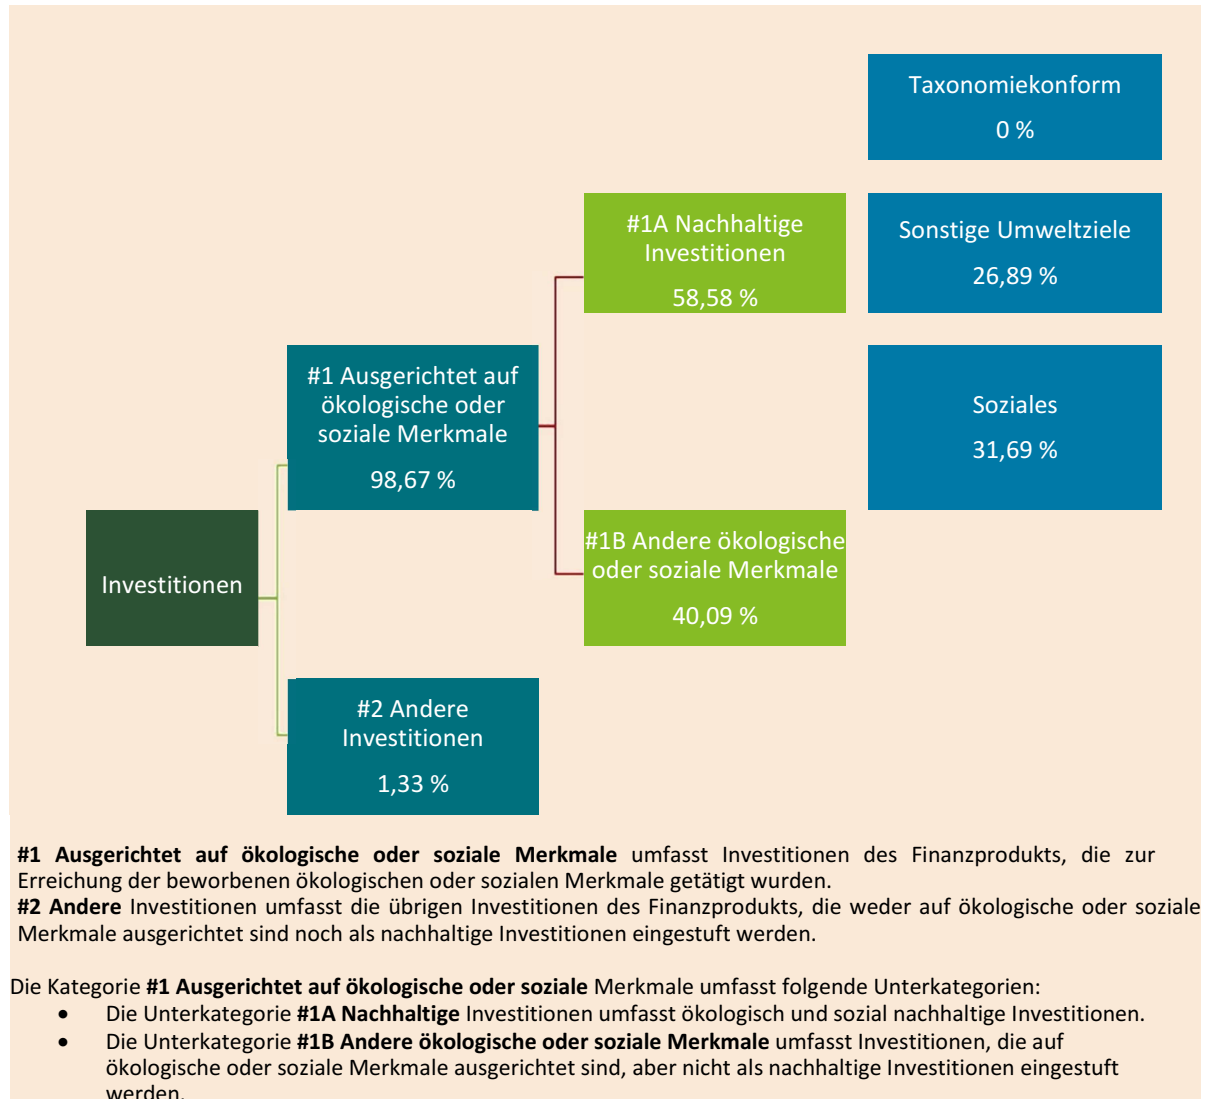 Taxonomiekonform
0 %
#1A Nachhaltige
Investitionen
58,58 %
Sonstige Umweltziele
26,89 %
#1 Ausgerichtet auf
ökologische oder
soziale Merkmale
98,67 %
Soziales
31,69 %
Investitionen
#1B Andere ökologische
oder soziale Merkmale
40,09 %
#2 Andere
Investitionen
1,33 %
#1 Ausgerichtet auf ökologische oder soziale Merkmale umfasst Investitionen des Finanzprodukts, die zur
Erreichung der beworbenen ökologischen oder sozialen Merkmale getätigt wurden.
#2 Andere Investitionen umfasst die übrigen Investitionen des Finanzprodukts, die weder auf ökologische oder soziale
Merkmale ausgerichtet sind noch als nachhaltige Investitionen eingestuft werden.
Die Kategorie #1 Ausgerichtet auf ökologische oder soziale Merkmale umfasst folgende Unterkategorien:
• Die Unterkategorie #1A Nachhaltige Investitionen umfasst ökologisch und sozial nachhaltige Investitionen.
• Die Unterkategorie #1B Andere ökologische oder soziale Merkmale umfasst Investitionen, die auf
ökologische oder soziale Merkmale ausgerichtet sind, aber nicht als nachhaltige Investitionen eingestuft
werden.